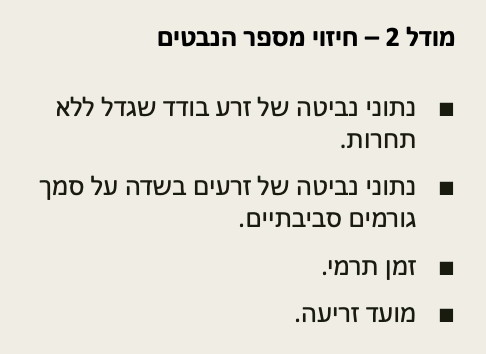 מודל 2 – חיזוי מספר הנבטים
▪ נתוני נביטה של זרע בודד שגדל ללא
תחרות.
▪ נתוני נביטה של זרעים בשדה על סמך
גורמים סביבתיים.
▪ זמן תרמי.
▪ מועד זריעה.